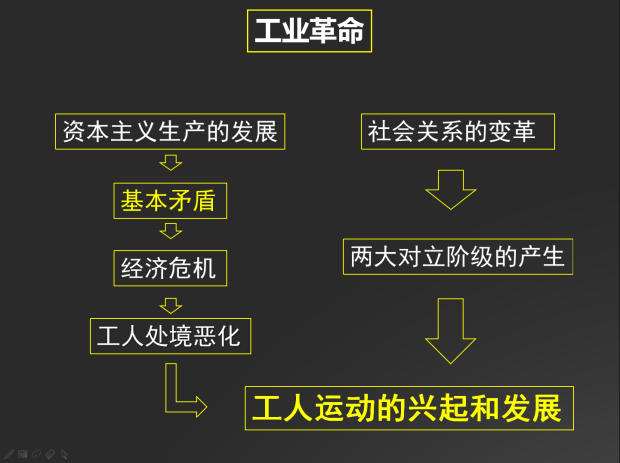 工业革命
资本主义生产的发展
社会关系的变革
基本矛盾
两大对立阶级的产生
经济危机
工人处境恶化
工人运动的兴起和发展